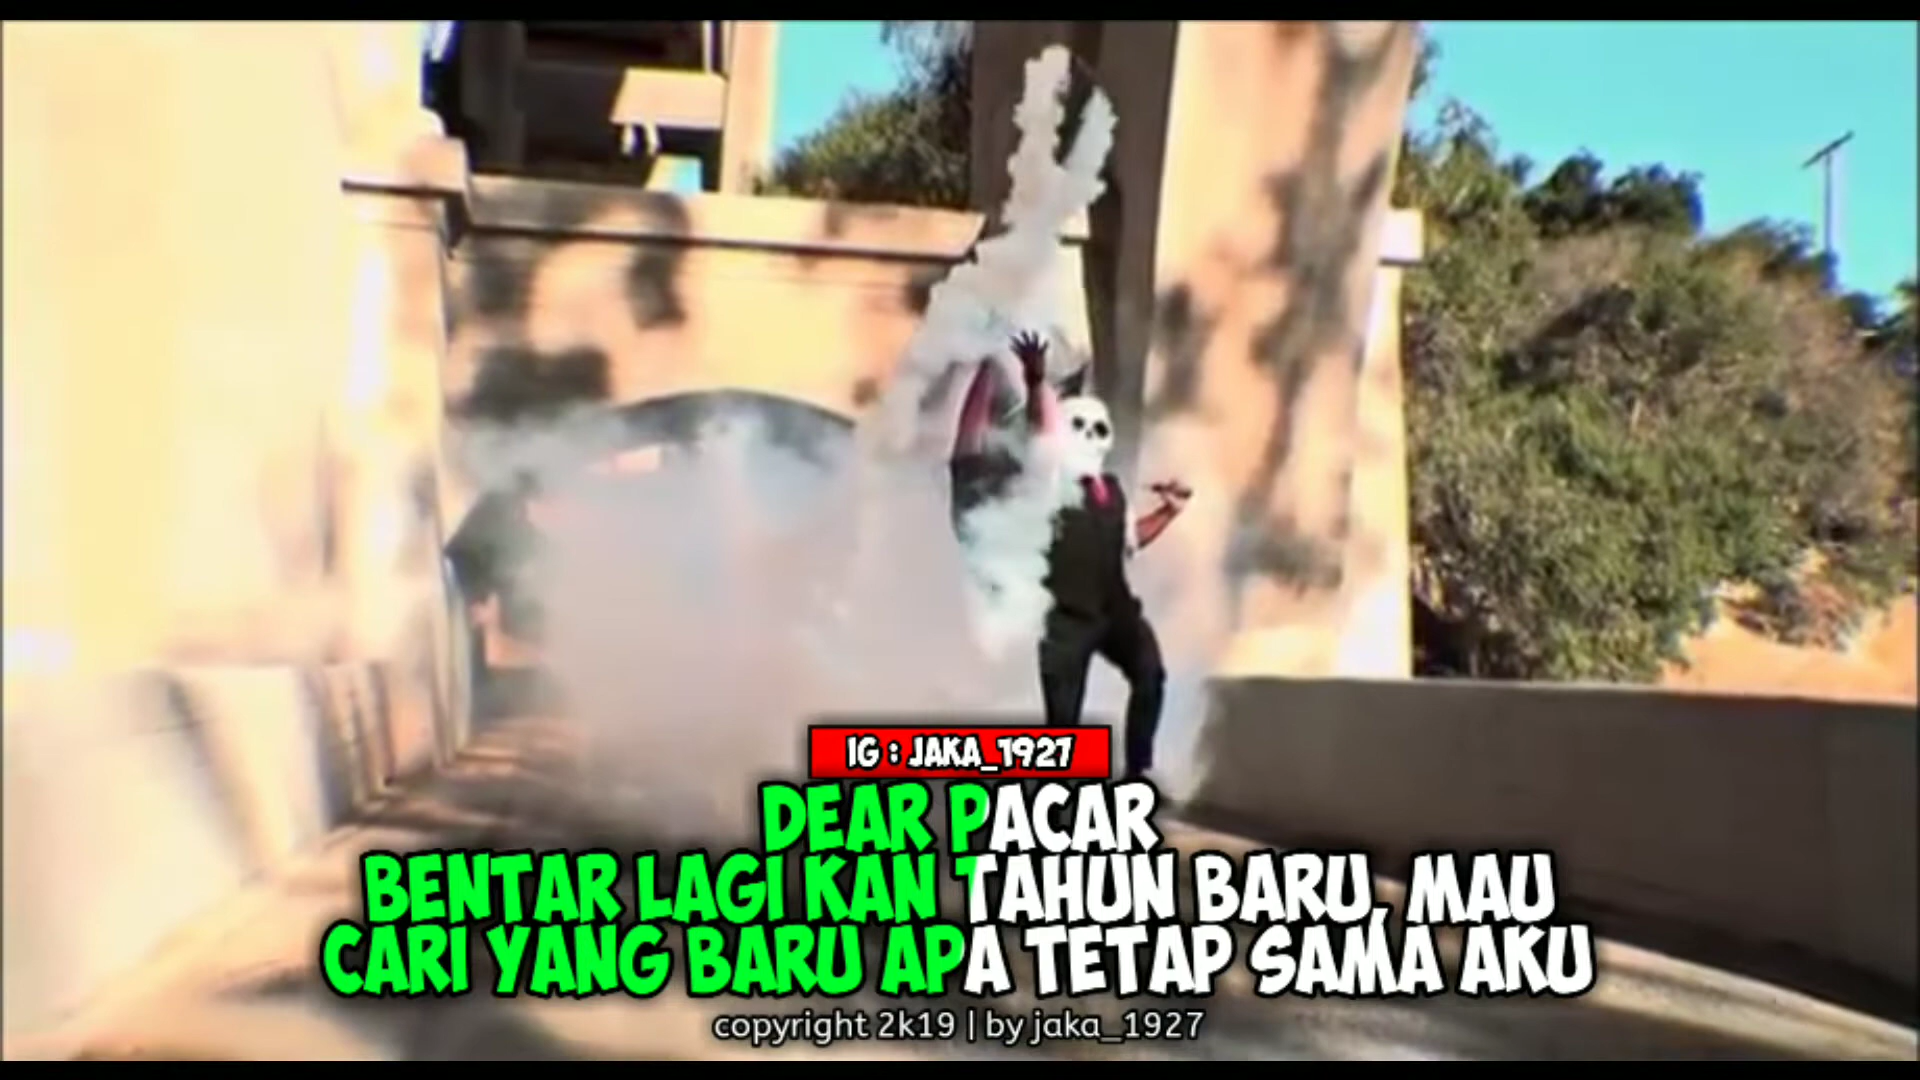 IG : JAKA_1927
DEAR PACAR
BENTAR LAGI KAN TAHUN BARU, MAU
CARI YANG BARU APA TETAP SAMA AKU
copyright 2k19 | by jaka_1927